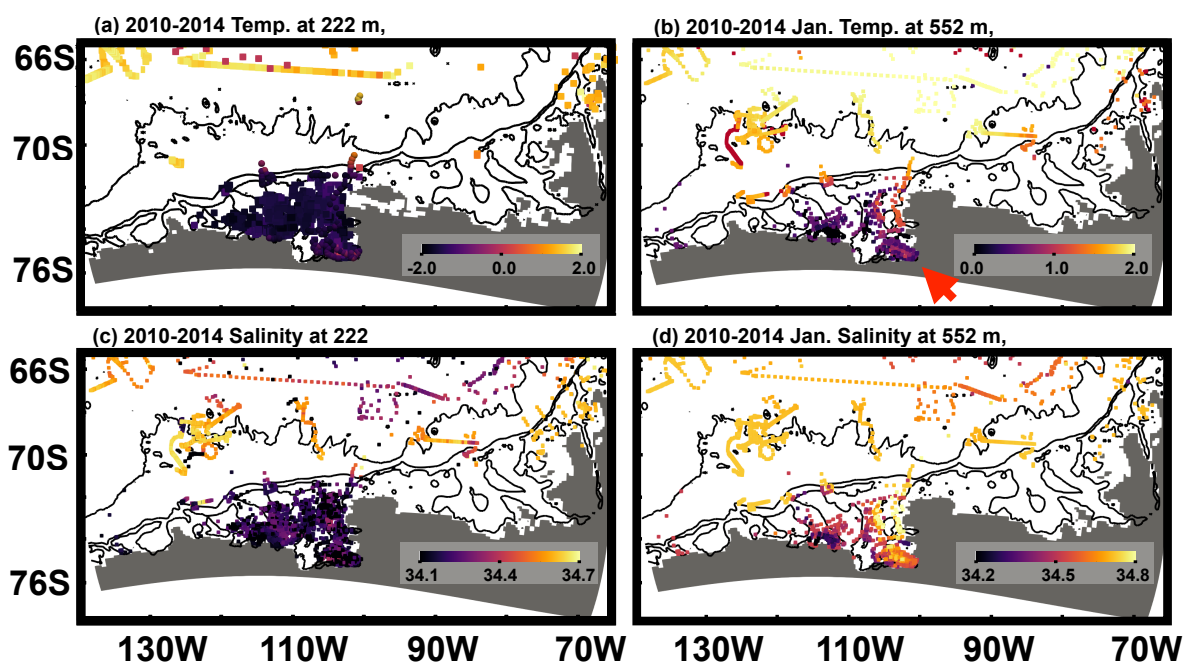 (a) 2010-2014 Temp. at 222 m,
(b) 2010-2014 Jan. Temp. at 552 m,
66S
70S
76S
-2.0 0.0 2.0
0.0 1.0 2.0
(c) 2010-2014 Salinity at 222
(d) 2010-2014 Jan. Salinity at 552 m,
66S
70S
76S
34.1 34.4 34.7
34.2 34.5 34.8
130W 110W 90W 70W
130W 110W 90W 70W